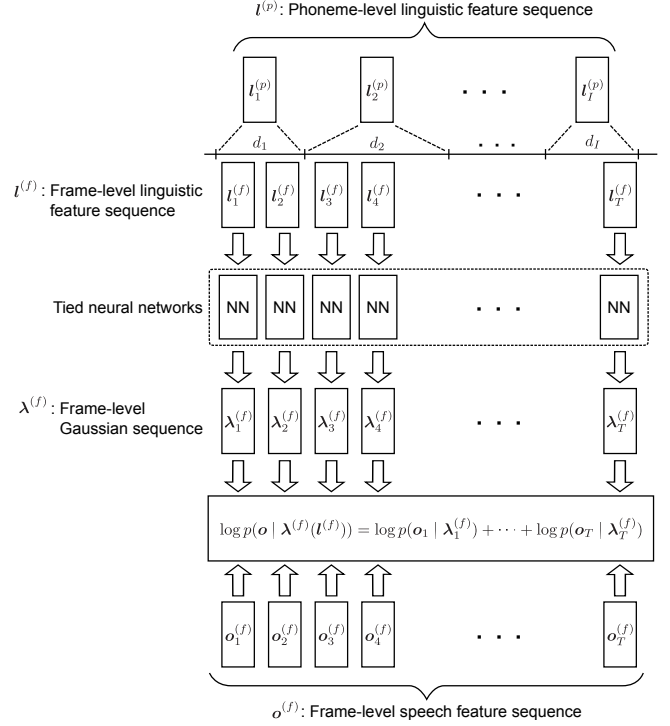 l^(p): Phoneme-level linguistic feature sequence
l_1^(p) l_2^(p) . . . l_I^(p)
d_1 d_2 . . . d_I
l^(f): Frame-level linguistic
feature sequence
l_1^(f) l_2^(f) l_3^(f) l_4^(f) . . . l_T^(f)
Tied neural networks NN NN NN NN . . . NN
λ^(f): Frame-level
Gaussian sequence
λ_1^(f) λ_2^(f) λ_3^(f) λ_4^(f) . . . λ_T^(f)
log p(o | λ^(f)(l^(f))) = log p(o_1 | λ_1^(f)) + ··· + log p(o_T | λ_T^(f))
o_1^(f) o_2^(f) o_3^(f) o_4^(f) . . . o_T^(f)
o^(f): Frame-level speech feature sequence